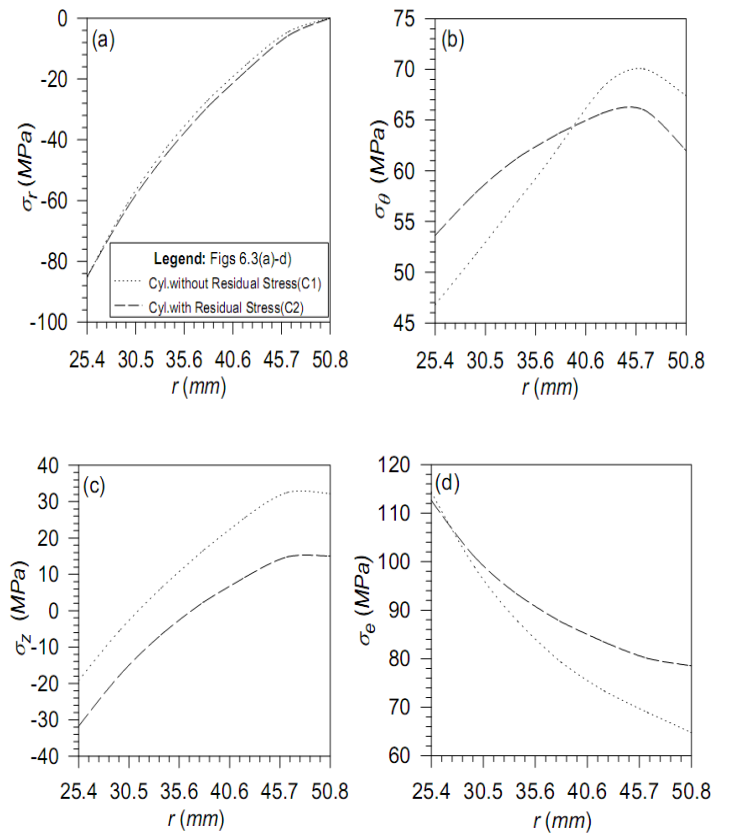 (a)
0
-20
-40
-60
-80
-100
σr (MPa)
Legend: Figs 6.3(a)-d)
Cyl.without Residual Stress(C1)
Cyl.with Residual Stress(C2)
25.4 30.5 35.6 40.6 45.7 50.8
r (mm)
(b)
75
70
65
60
55
50
45
σθ (MPa)
25.4 30.5 35.6 40.6 45.7 50.8
r (mm)
(c)
40
30
20
10
0
-10
-20
-30
-40
σz (MPa)
25.4 30.5 35.6 40.6 45.7 50.8
r (mm)
(d)
120
110
100
90
80
70
60
σe (MPa)
25.4 30.5 35.6 40.6 45.7 50.8
r (mm)